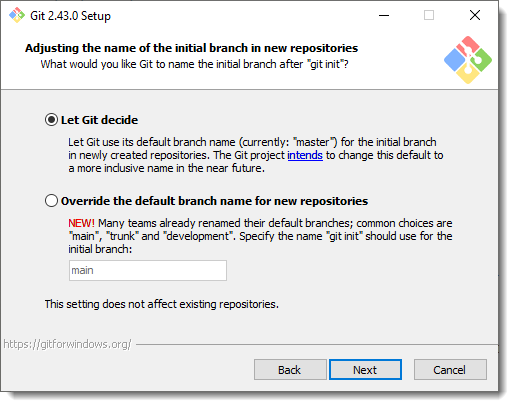 Git 2.43.0 Setup
Adjusting the name of the initial branch in new repositories
What would you like Git to name the initial branch after "git init"?
Let Git decide
Let Git use its default branch name (currently: "master") for the initial branch
in newly created repositories. The Git project intends to change this default to
a more inclusive name in the near future.
Override the default branch name for new repositories
NEW! Many teams already renamed their default branches; common choices are
"main", "trunk" and "development". Specify the name "git init" should use for the
initial branch:
main
This setting does not affect existing repositories.
https://gitforwindows.org/
Back
Next
Cancel